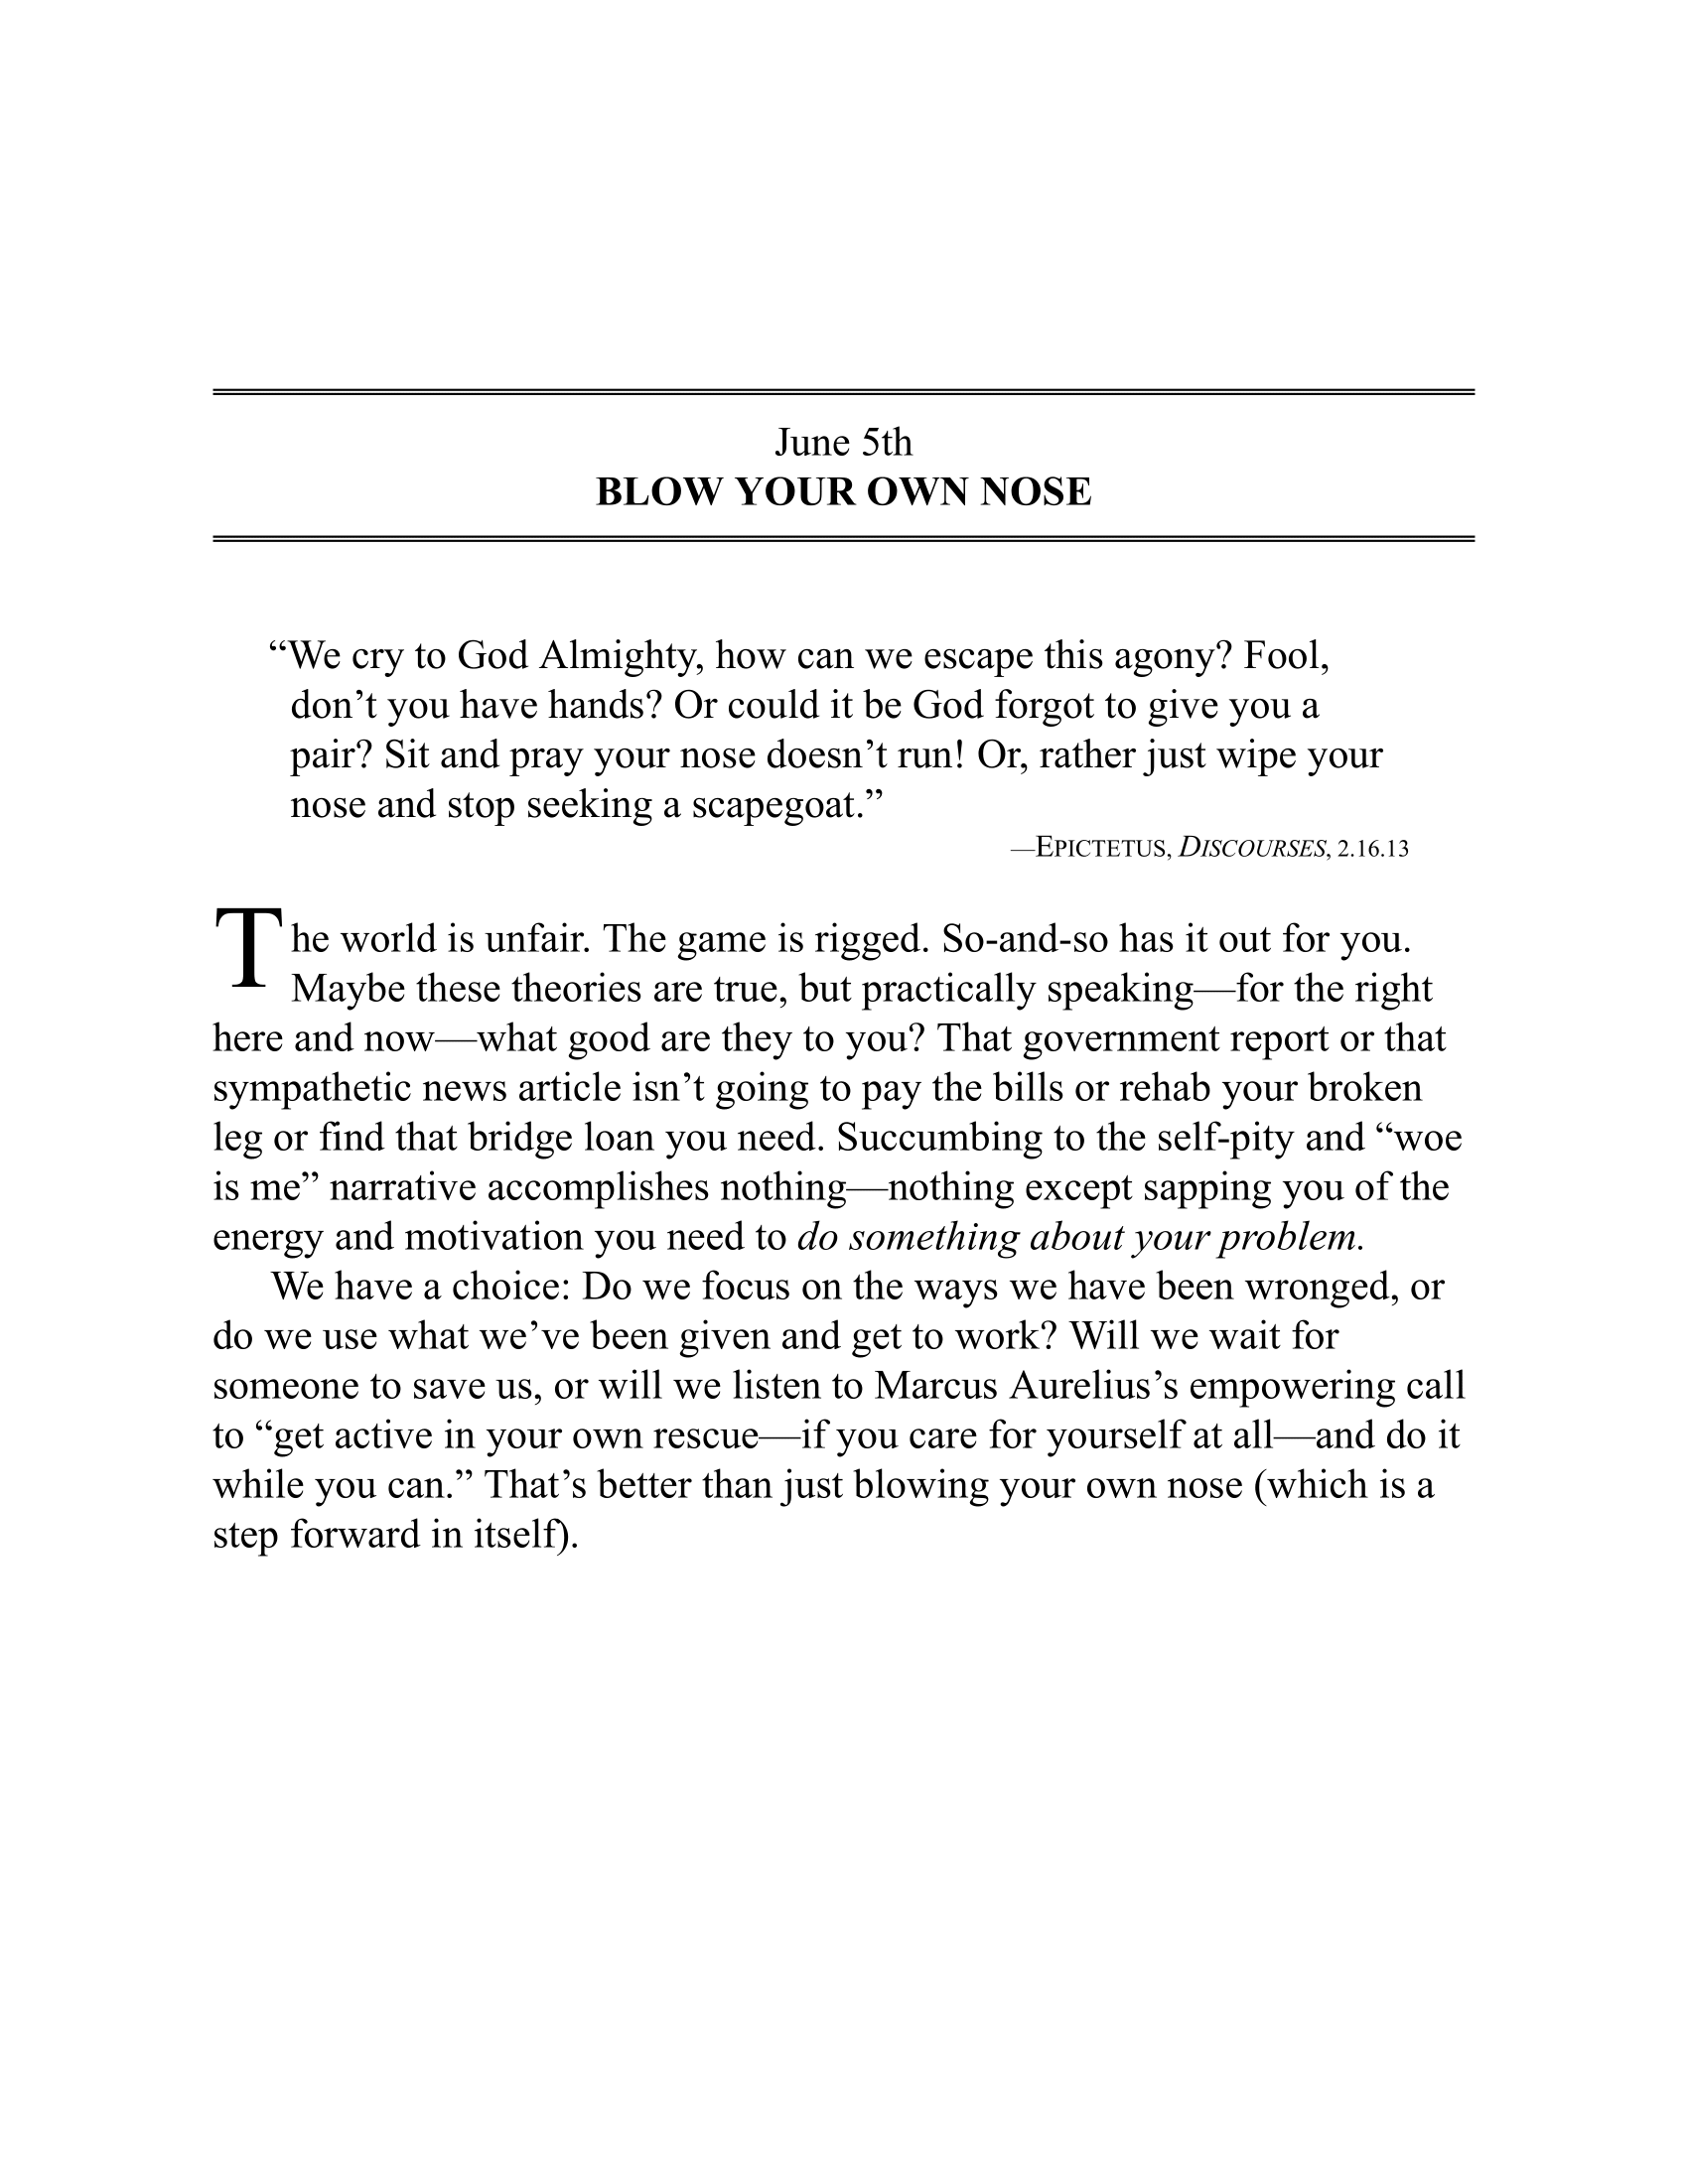 June 5th
BLOW YOUR OWN NOSE
“We cry to God Almighty, how can we escape this agony? Fool,
don’t you have hands? Or could it be God forgot to give you a
pair? Sit and pray your nose doesn’t run! Or, rather just wipe your
nose and stop seeking a scapegoat.”
—EPICTETUS, DISCOURSES, 2.16.13
The world is unfair. The game is rigged. So-and-so has it out for you.
Maybe these theories are true, but practically speaking—for the right
here and now—what good are they to you? That government report or that
sympathetic news article isn’t going to pay the bills or rehab your broken
leg or find that bridge loan you need. Succumbing to the self-pity and “woe
is me” narrative accomplishes nothing—nothing except sapping you of the
energy and motivation you need to do something about your problem.
We have a choice: Do we focus on the ways we have been wronged, or
do we use what we’ve been given and get to work? Will we wait for
someone to save us, or will we listen to Marcus Aurelius’s empowering call
to “get active in your own rescue—if you care for yourself at all—and do it
while you can.” That’s better than just blowing your own nose (which is a
step forward in itself).